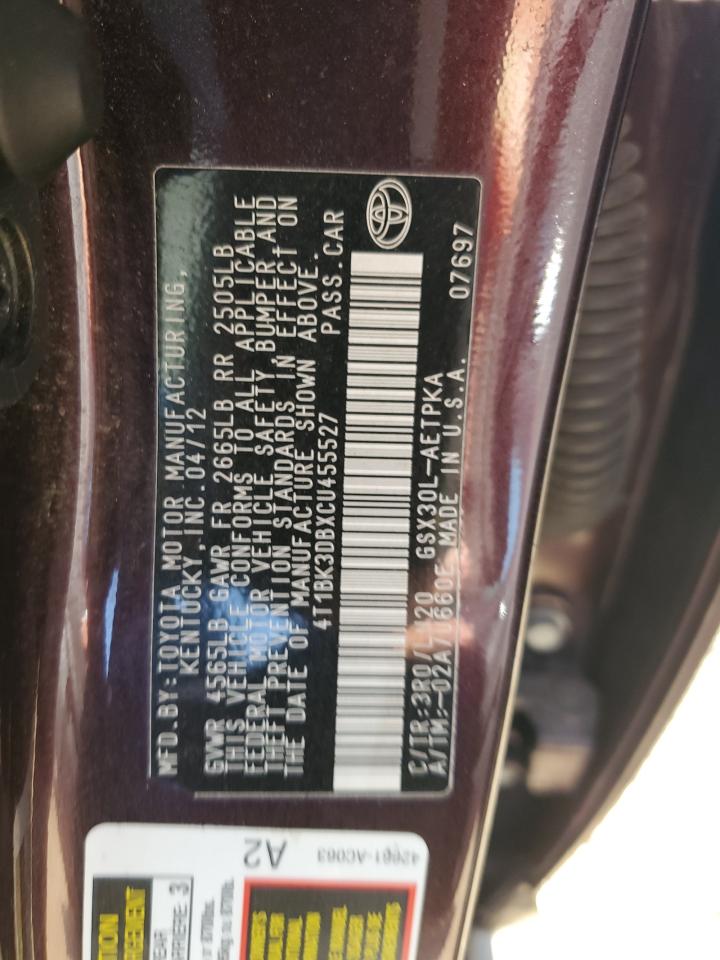 MFD.BY:TOYOTA MOTOR MANUFACTURING,
KENTUCKY,INC.04/12
GVWR 4565LB GAWR FR 2665LB RR 2505LB
THIS VEHICLE CONFORMS TO ALL APPLICABLE
FEDERAL MOTOR VEHICLE SAFETY,BUMPER AND
THEFT PREVENTION STANDARDS IN EFFECT ON
THE DATE OF MANUFACTURE SHOWN ABOVE.
4T1BK3DBXCU455527 PASS.CAR
C/TR:3R0/ 20 GSX30L-AETPKA 07697
A/TM:-02A/U660E MADE IN U.S.A.
A2
42661-AC063
3